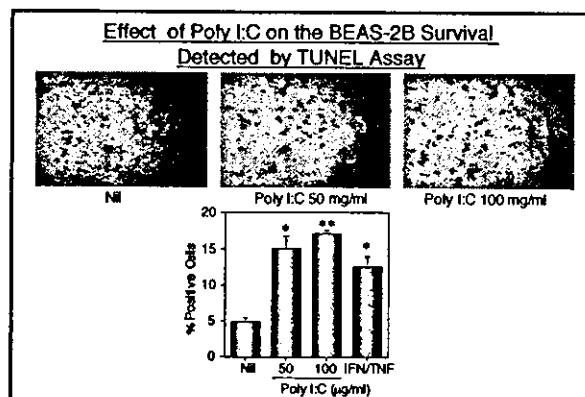 Effect of Poly I:C on the BEAS-2B Survival
Detected by TUNEL Assay
Nil
Poly I:C 50 mg/ml
Poly I:C 100 mg/ml
20
15
10
5
0
% Positive Cells
*
**
*
Nil
50
100
IFN/TNF
Poly I:C (µg/ml)